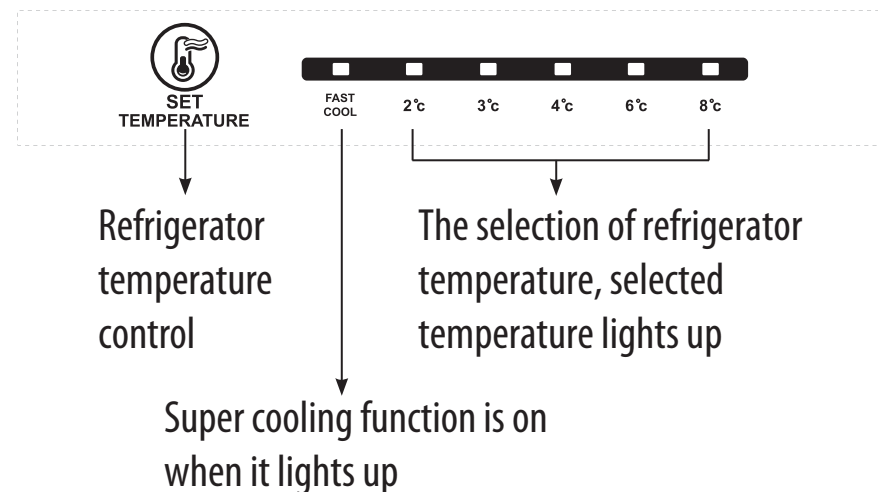 SET
TEMPERATURE
FAST
COOL
2°c
3°c
4°c
6°c
8°c
Refrigerator
temperature
control
The selection of refrigerator
temperature, selected
temperature lights up
Super cooling function is on
when it lights up